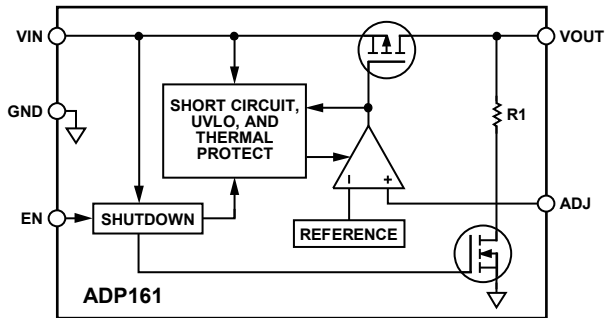 VIN
VOUT
GND
SHORT CIRCUIT,
UVLO, AND
THERMAL
PROTECT
R1
– +
ADJ
EN
SHUTDOWN
REFERENCE
ADP161